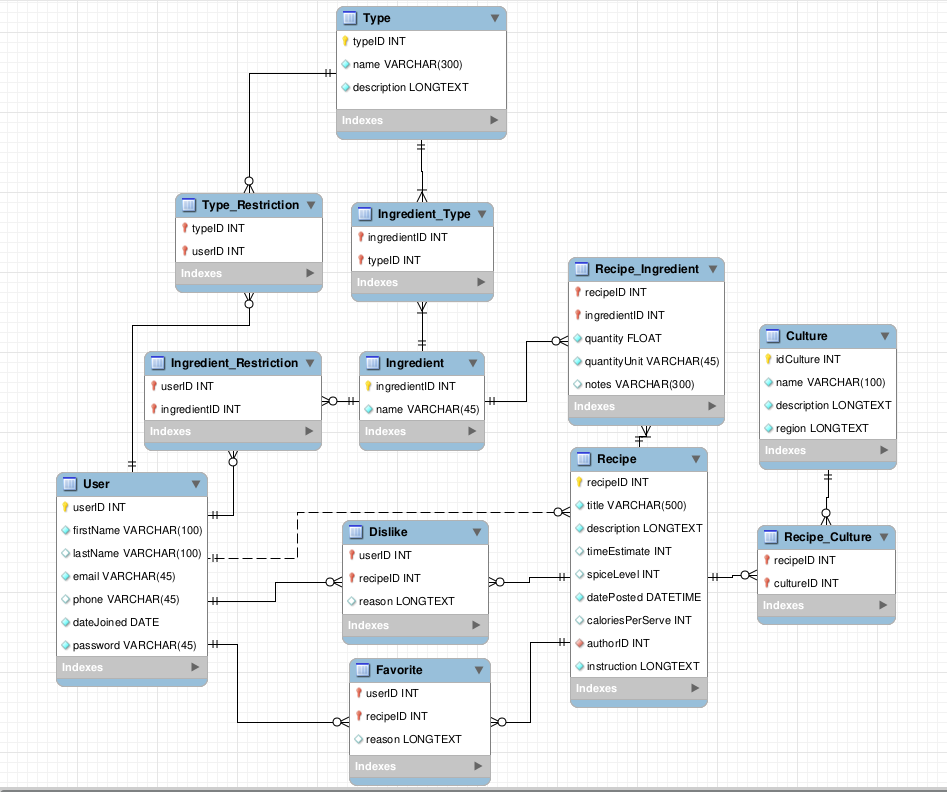 Type
typeID INT
name VARCHAR(300)
description LONGTEXT
Indexes
Type_Restriction
typeID INT
userID INT
Indexes
Ingredient_Type
ingredientID INT
typeID INT
Indexes
Recipe_Ingredient
recipeID INT
ingredientID INT
quantity FLOAT
quantityUnit VARCHAR(45)
notes VARCHAR(300)
Indexes
Culture
idCulture INT
name VARCHAR(100)
description LONGTEXT
region LONGTEXT
Indexes
Ingredient_Restriction
userID INT
ingredientID INT
Indexes
Ingredient
ingredientID INT
name VARCHAR(45)
Indexes
User
userID INT
firstName VARCHAR(100)
lastName VARCHAR(100)
email VARCHAR(45)
phone VARCHAR(45)
dateJoined DATE
password VARCHAR(45)
Indexes
Dislike
userID INT
recipeID INT
reason LONGTEXT
Indexes
Recipe
recipeID INT
title VARCHAR(500)
description LONGTEXT
timeEstimate INT
spiceLevel INT
datePosted DATETIME
caloriesPerServe INT
authorID INT
instruction LONGTEXT
Indexes
Recipe_Culture
recipeID INT
cultureID INT
Indexes
Favorite
userID INT
recipeID INT
reason LONGTEXT
Indexes